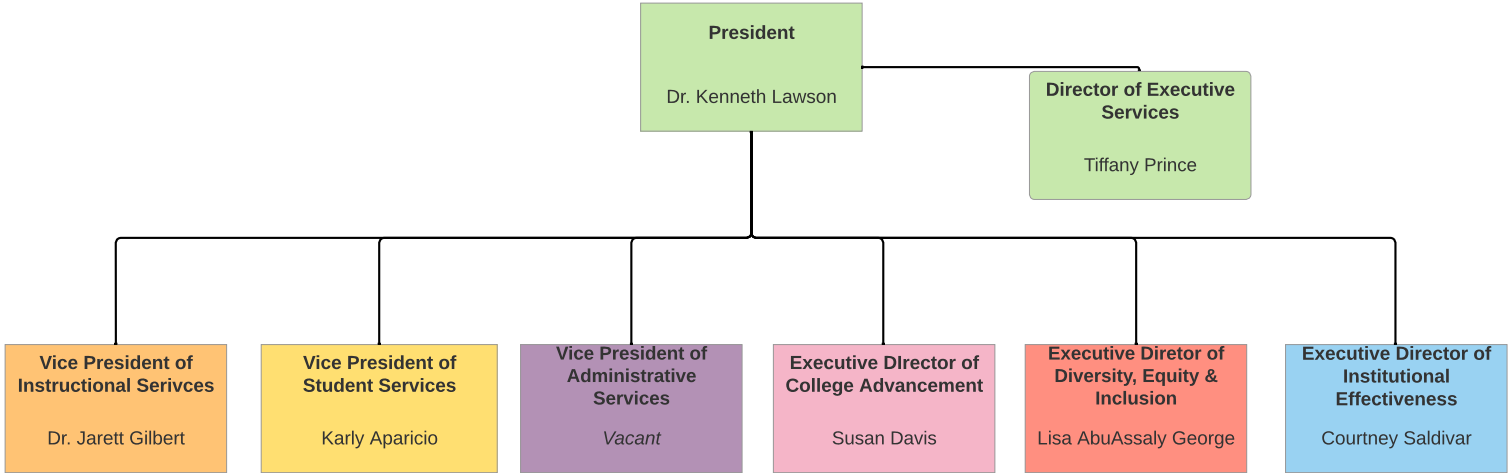 President
Dr. Kenneth Lawson
Director of Executive
Services
Tiffany Prince
Vice President of
Instructional Serivces
Dr. Jarett Gilbert
Vice President of
Student Services
Karly Aparicio
Vice President of
Administrative
Services
Vacant
Executive DIrector of
College Advancement
Susan Davis
Executive Diretor of
Diversity, Equity &
Inclusion
Lisa AbuAssaly George
Executive Director of
Institutional
Effectiveness
Courtney Saldivar